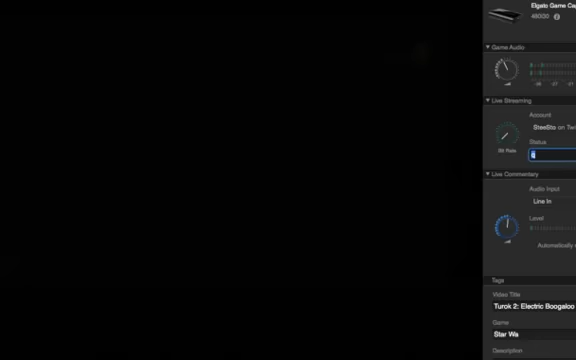 Elgato Game Cap
48000
Game Audio
Live Streaming
Account
SteeSto on Twi
Status
Bit Rate
Live Commentary
Audio Input
Line In
Level
Automatically
Tags
Video Title
Turok 2: Electric Boogaloo
Game
Star Wa
Description